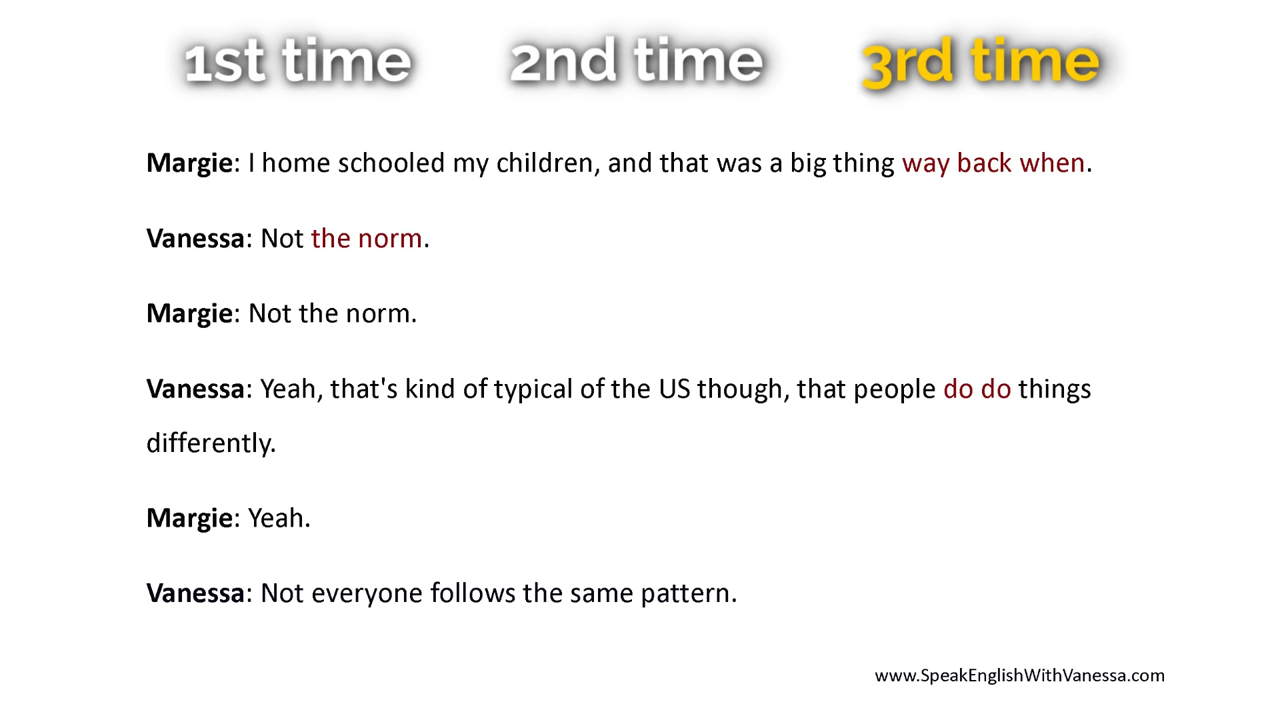 1st time 2nd time 3rd time
Margie: I home schooled my children, and that was a big thing way back when.
Vanessa: Not the norm.
Margie: Not the norm.
Vanessa: Yeah, that's kind of typical of the US though, that people do do things
differently.
Margie: Yeah.
Vanessa: Not everyone follows the same pattern.
www.SpeakEnglishWithVanessa.com